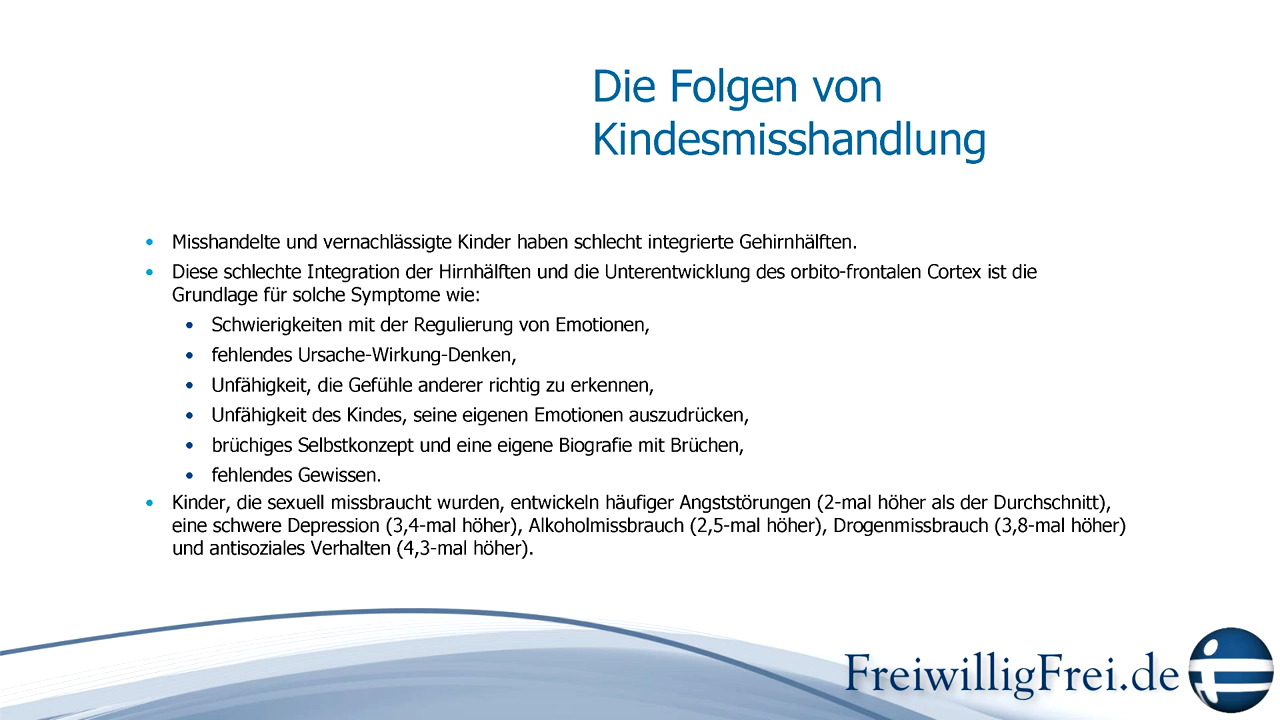 Die Folgen von
Kindesmisshandlung
• Misshandelte und vernachlässigte Kinder haben schlecht integrierte Gehirnhälften.
• Diese schlechte Integration der Hirnhälften und die Unterentwicklung des orbito-frontalen Cortex ist die
Grundlage für solche Symptome wie:
• Schwierigkeiten mit der Regulierung von Emotionen,
• fehlendes Ursache-Wirkung-Denken,
• Unfähigkeit, die Gefühle anderer richtig zu erkennen,
• Unfähigkeit des Kindes, seine eigenen Emotionen auszudrücken,
• brüchiges Selbstkonzept und eine eigene Biografie mit Brüchen,
• fehlendes Gewissen.
• Kinder, die sexuell missbraucht wurden, entwickeln häufiger Angststörungen (2-mal höher als der Durchschnitt),
eine schwere Depression (3,4-mal höher), Alkoholmissbrauch (2,5-mal höher), Drogenmissbrauch (3,8-mal höher)
und antisoziales Verhalten (4,3-mal höher).
FreiwilligFrei.de